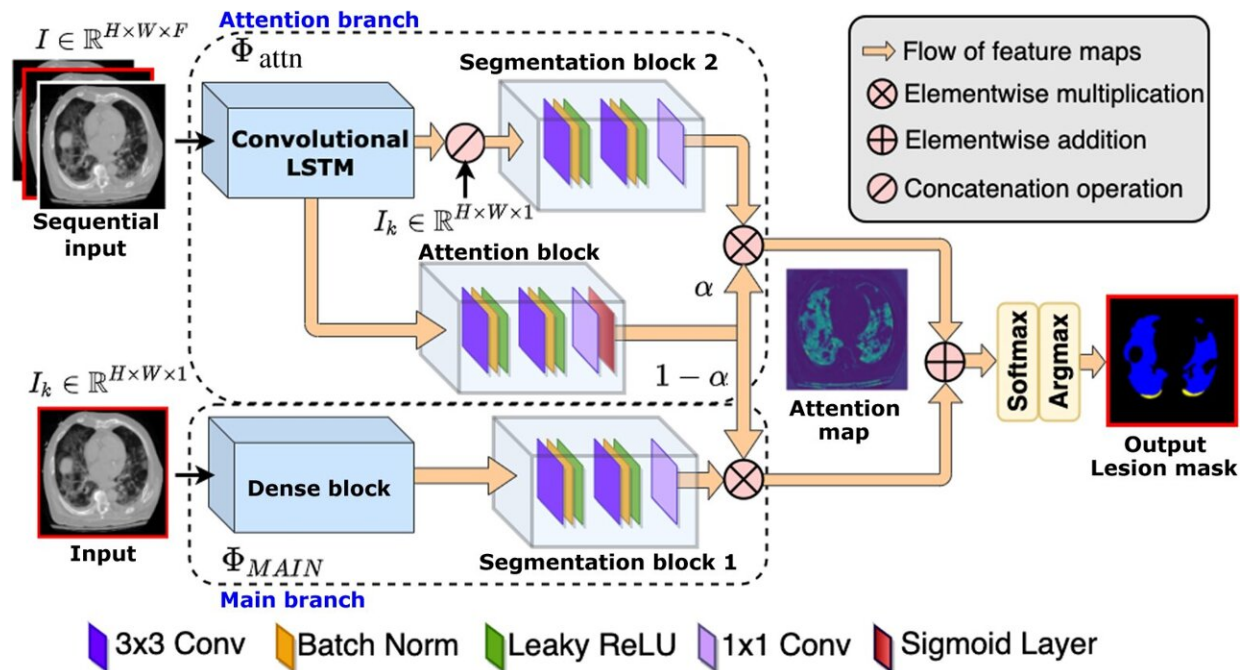 Attention branch
I ∈ ℝ^{H×W×F}
Φ_attn
Segmentation block 2
Convolutional
LSTM
Sequential
input
I_k ∈ ℝ^{H×W×1}
Attention block
α
1 − α
Flow of feature maps
Elementwise multiplication
Elementwise addition
Concatenation operation
Attention
map
Softmax
Argmax
Output
Lesion mask
I_k ∈ ℝ^{H×W×1}
Input
Dense block
Segmentation block 1
Φ_MAIN
Main branch
3x3 Conv
Batch Norm
Leaky ReLU
1x1 Conv
Sigmoid Layer